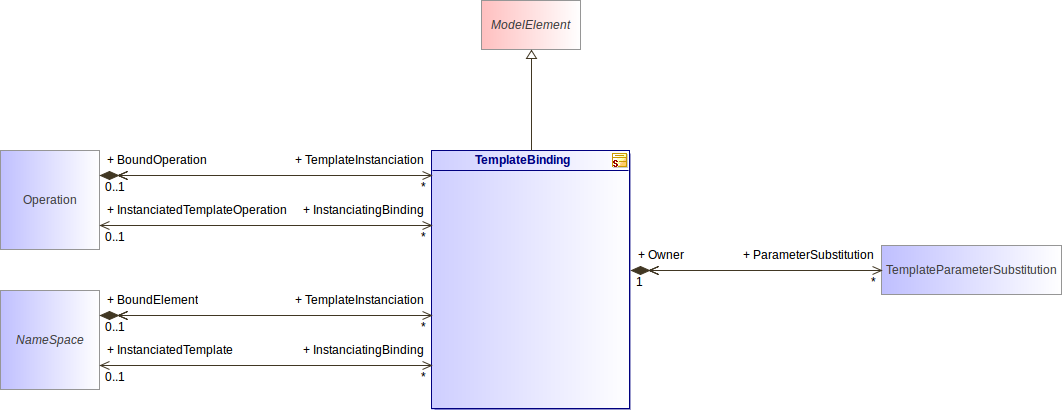 ModelElement
+ BoundOperation
+ TemplateInstanciation
TemplateBinding
0..1
*
Operation
+ InstanciatedTemplateOperation
+ InstanciatingBinding
0..1
*
+ Owner
+ ParameterSubstitution
1
*
TemplateParameterSubstitution
+ BoundElement
+ TemplateInstanciation
0..1
*
NameSpace
+ InstanciatedTemplate
+ InstanciatingBinding
0..1
*